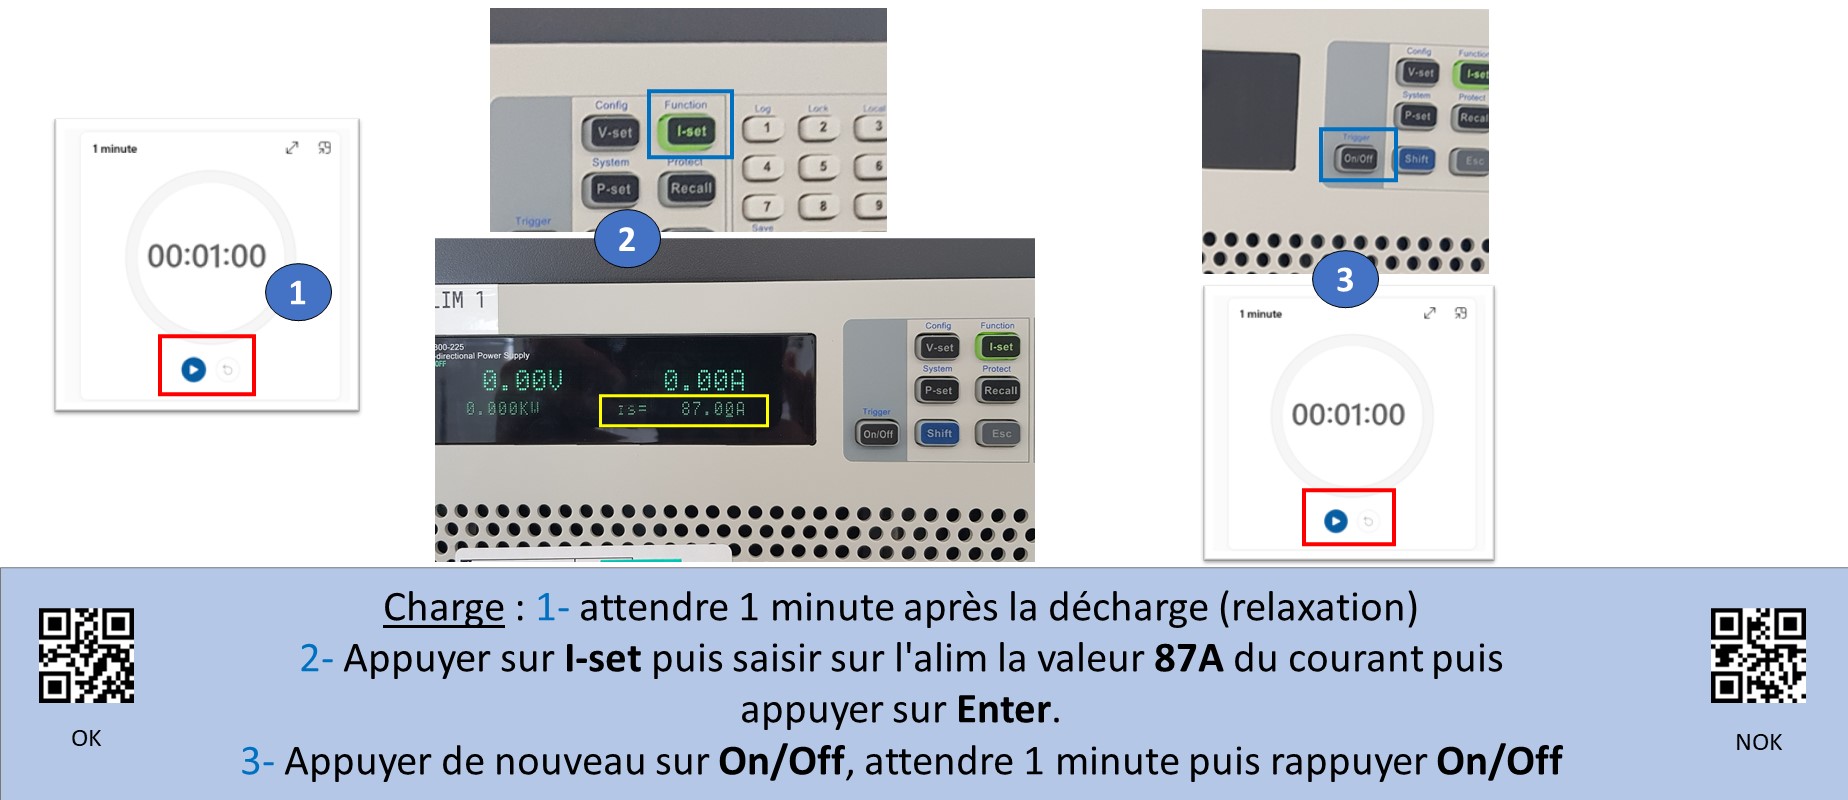 1 minute
00:01:00
1
Config
Function
Log
Lock
Local
V-set
I-set
1
2
3
System
Protect
P-set
Recall
4
5
6
7
8
9
Trigger
Save
2
LIM 1
800-225
-directional Power Supply
OFF
0.00V
0.00A
0.000KW
Is= 87.00A
Config
Function
V-set
I-set
System
Protect
P-set
Recall
Trigger
On/Off
Shift
Esc
Config
Function
V-set
I-set
System
Protect
P-set
Recal
Trigger
On/Off
Shift
Esc
3
1 minute
00:01:00
Charge : 1- attendre 1 minute après la décharge (relaxation)
2- Appuyer sur I-set puis saisir sur l'alim la valeur 87A du courant puis
appuyer sur Enter.
3- Appuyer de nouveau sur On/Off, attendre 1 minute puis rappuyer On/Off
OK
NOK